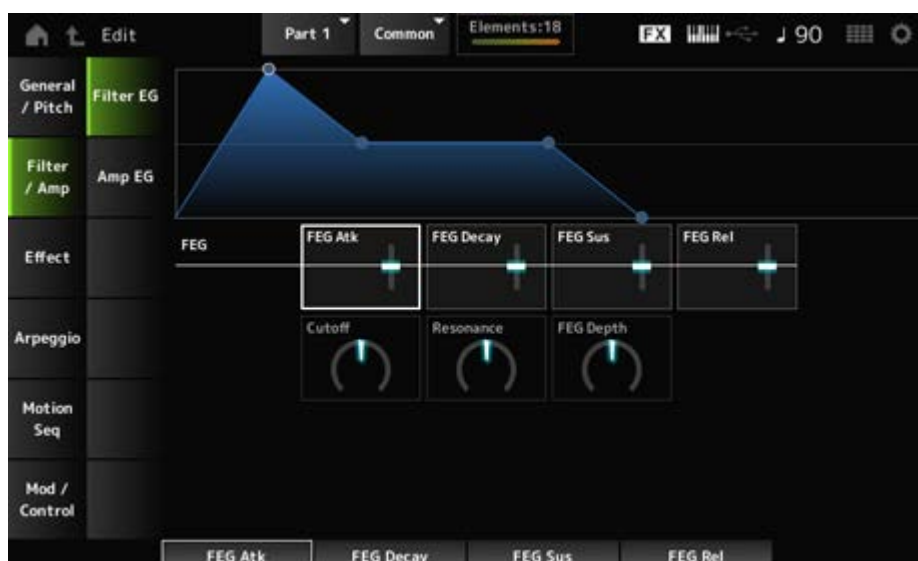 Edit
Part 1
Common
Elements:18
FX
90
General
/ Pitch
Filter EG
Filter
/ Amp
Amp EG
Effect
FEG
FEG Atk
FEG Decay
FEG Sus
FEG Rel
Arpeggio
Cutoff
Resonance
FEG Depth
Motion
Seq
Mod /
Control
FEG Atk
FEG Decay
FEG Sus
FEG Rel